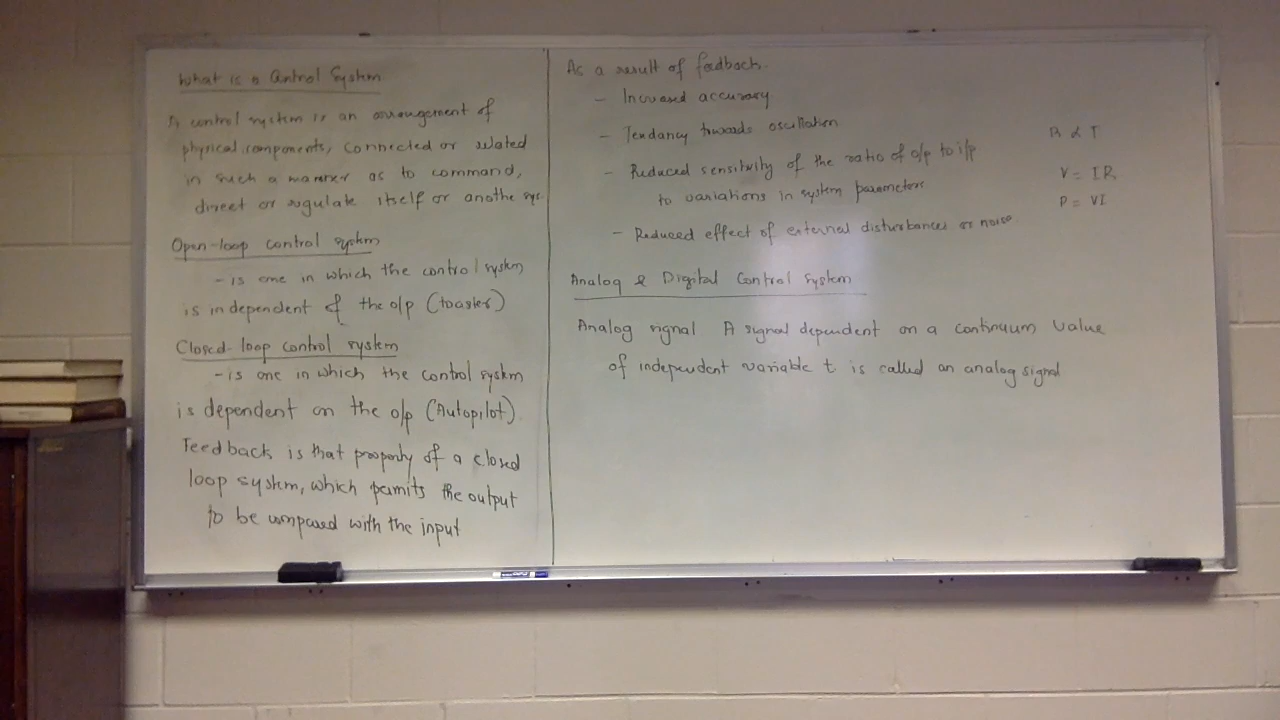 What is a Control System
A control system is an arrangement of
physical components, connected or related
in such a manner as to command,
direct or regulate itself or anothe sys.
Open-loop control system
- is one in which the control system
is independent of the o/p (toaster)
Closed-loop control system
- is one in which the control system
is dependent on the o/p (Autopilot).
Feedback is that property of a closed
loop system, which permits the output
to be compared with the input
As a result of feedback.
- Increased accuracy
- Tendancy towards oscillation
- Reduced sensitivity of the ratio of o/p to i/p
to variations in system parameters
- Reduced effect of external disturbances or noise.
R α T
V = IR
P = VI
Analog & Digital Control System
Analog signal A signal dependent on a continuum value
of independent variable t is called an analog signal